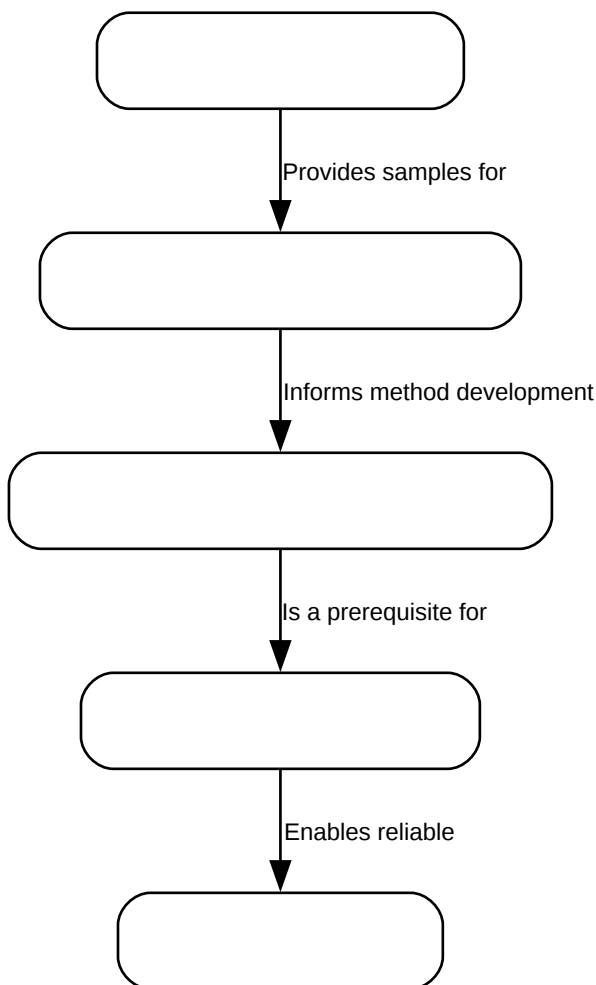 Provides samples for
Informs method development
Is a prerequisite for
Enables reliable